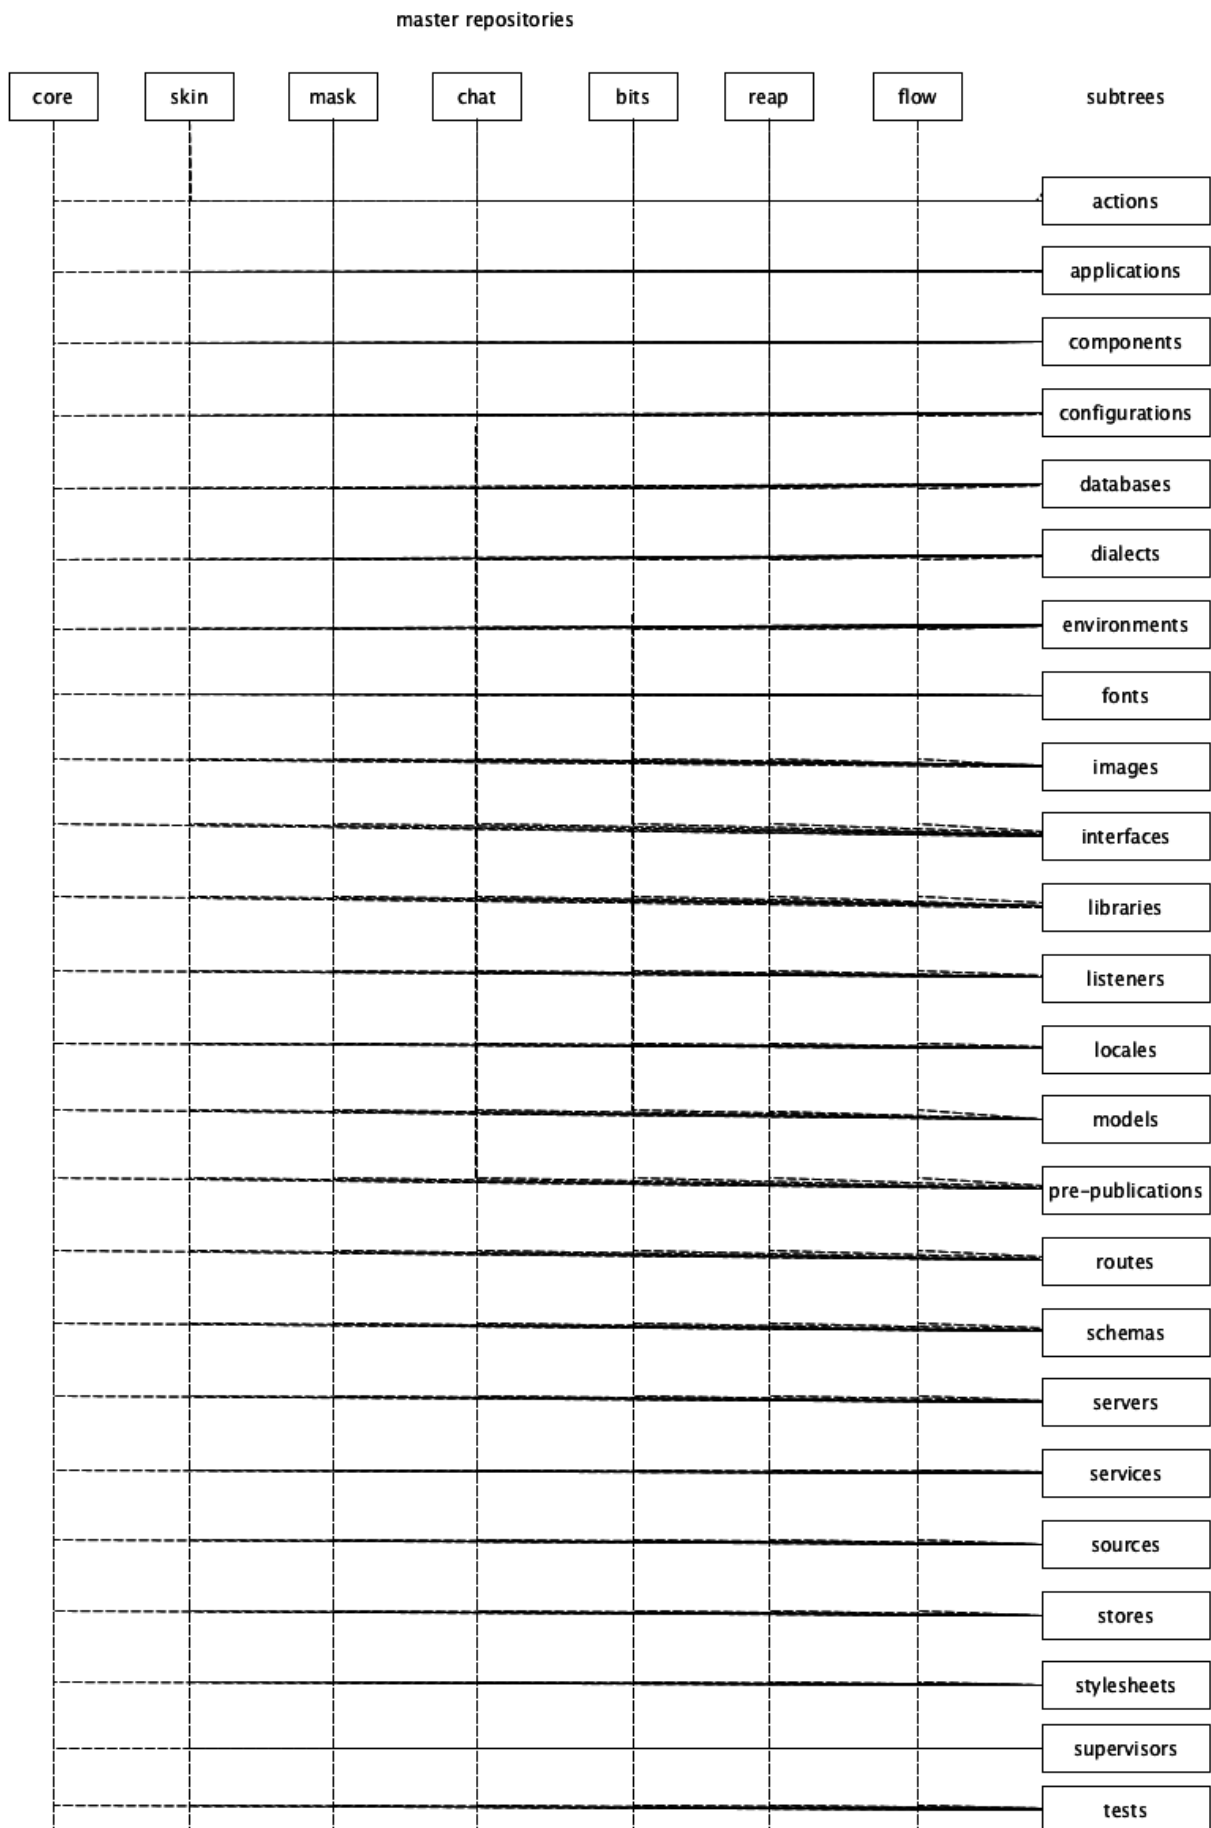 master repositories
core skin mask chat bits reap flow subtrees
actions
applications
components
configurations
databases
dialects
environments
fonts
images
interfaces
libraries
listeners
locales
models
pre-publications
routes
schemas
servers
services
sources
stores
stylesheets
supervisors
tests